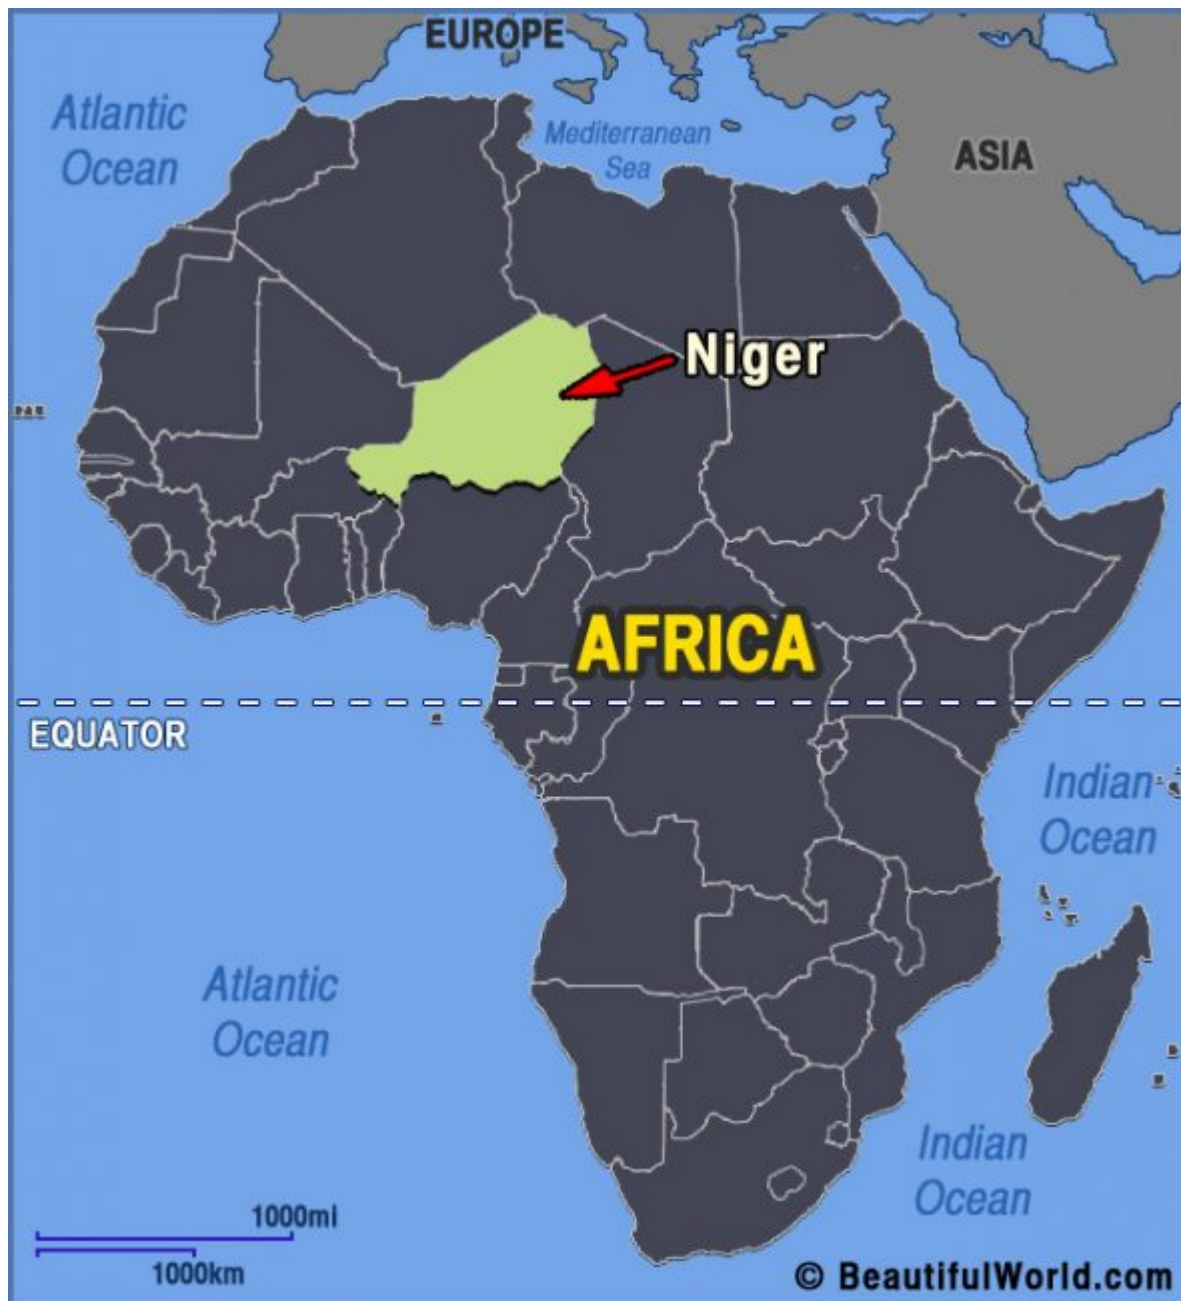 EUROPE
Atlantic
Ocean
Mediterranean
Sea
ASIA
Niger
AFRICA
EQUATOR
Indian
Ocean
Atlantic
Ocean
Indian
Ocean
1000mi
1000km
© BeautifulWorld.com